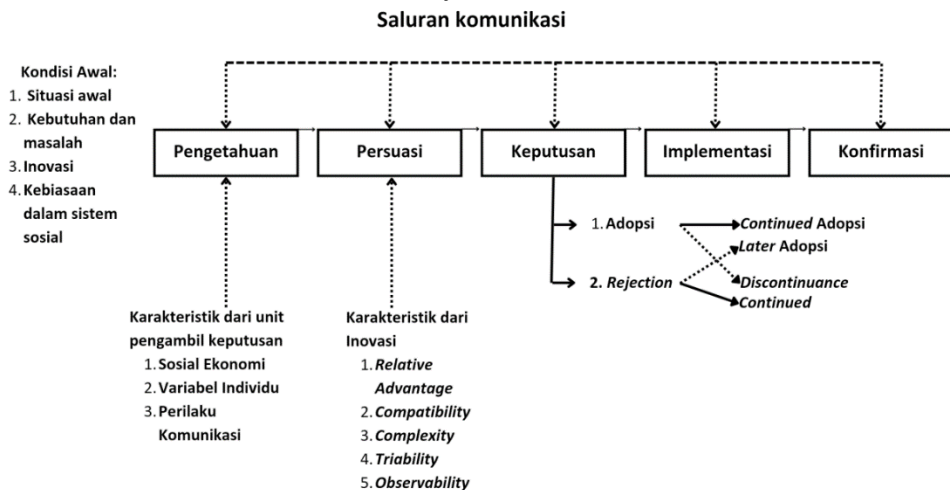 Saluran komunikasi
Kondisi Awal:
1. Situasi awal
2. Kebutuhan dan
masalah
3. Inovasi
4. Kebiasaan
dalam sistem
sosial
Pengetahuan
Persuasi
Keputusan
Implementasi
Konfirmasi
1. Adopsi
2. Rejection
Continued Adopsi
Later Adopsi
Discontinuance
Continued
Karakteristik dari unit
pengambil keputusan
1. Sosial Ekonomi
2. Variabel Individu
3. Perilaku
Komunikasi
Karakteristik dari
Inovasi
1. Relative
Advantage
2. Compatibility
3. Complexity
4. Triability
5. Observability